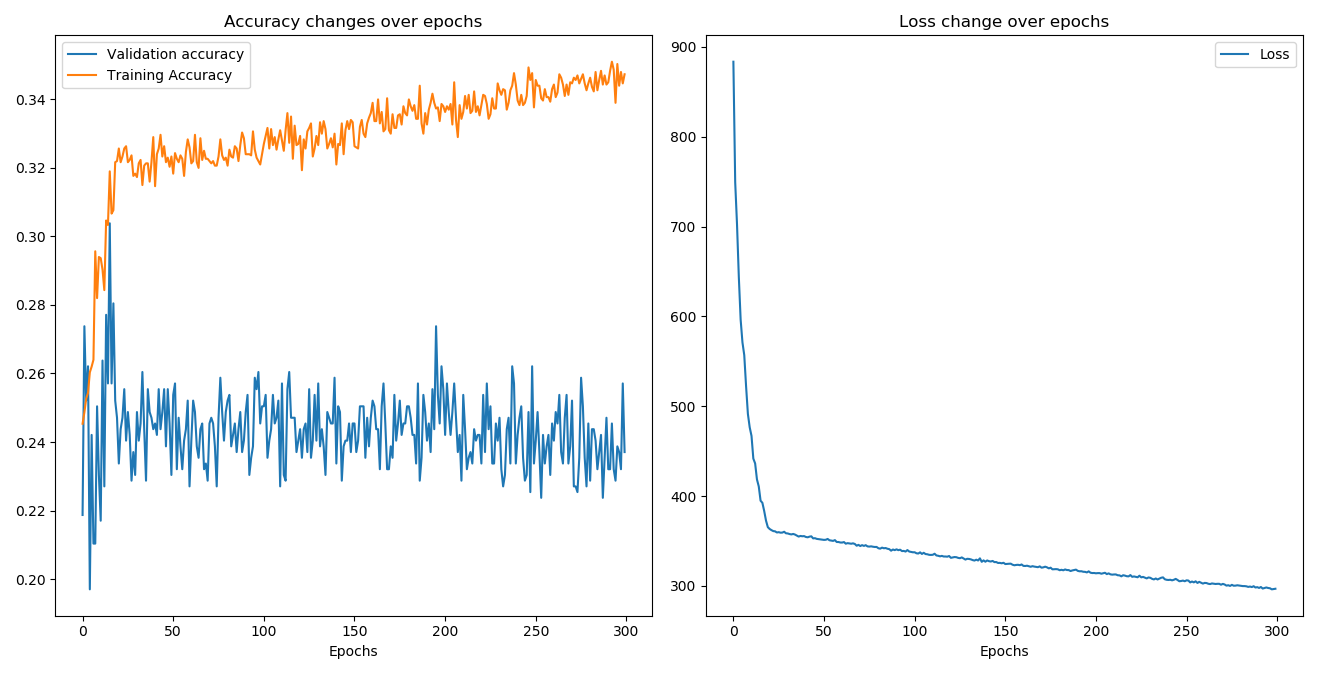 Accuracy changes over epochs
Validation accuracy
Training Accuracy
0.34
0.32
0.30
0.28
0.26
0.24
0.22
0.20
0 50 100 150 200 250 300
Epochs
Loss change over epochs
Loss
900
800
700
600
500
400
300
0 50 100 150 200 250 300
Epochs